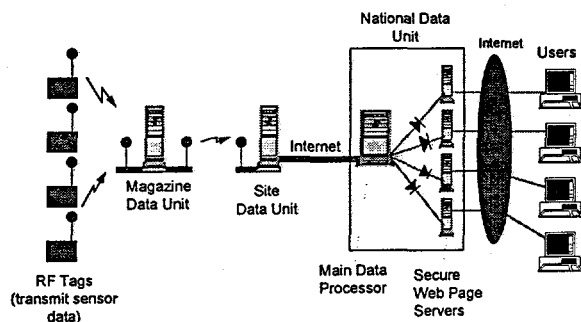 National Data
Unit
Internet
Users
Internet
Magazine
Data Unit
Site
Data Unit
RF Tags
(transmit sensor
data)
Main Data
Processor
Secure
Web Page
Servers